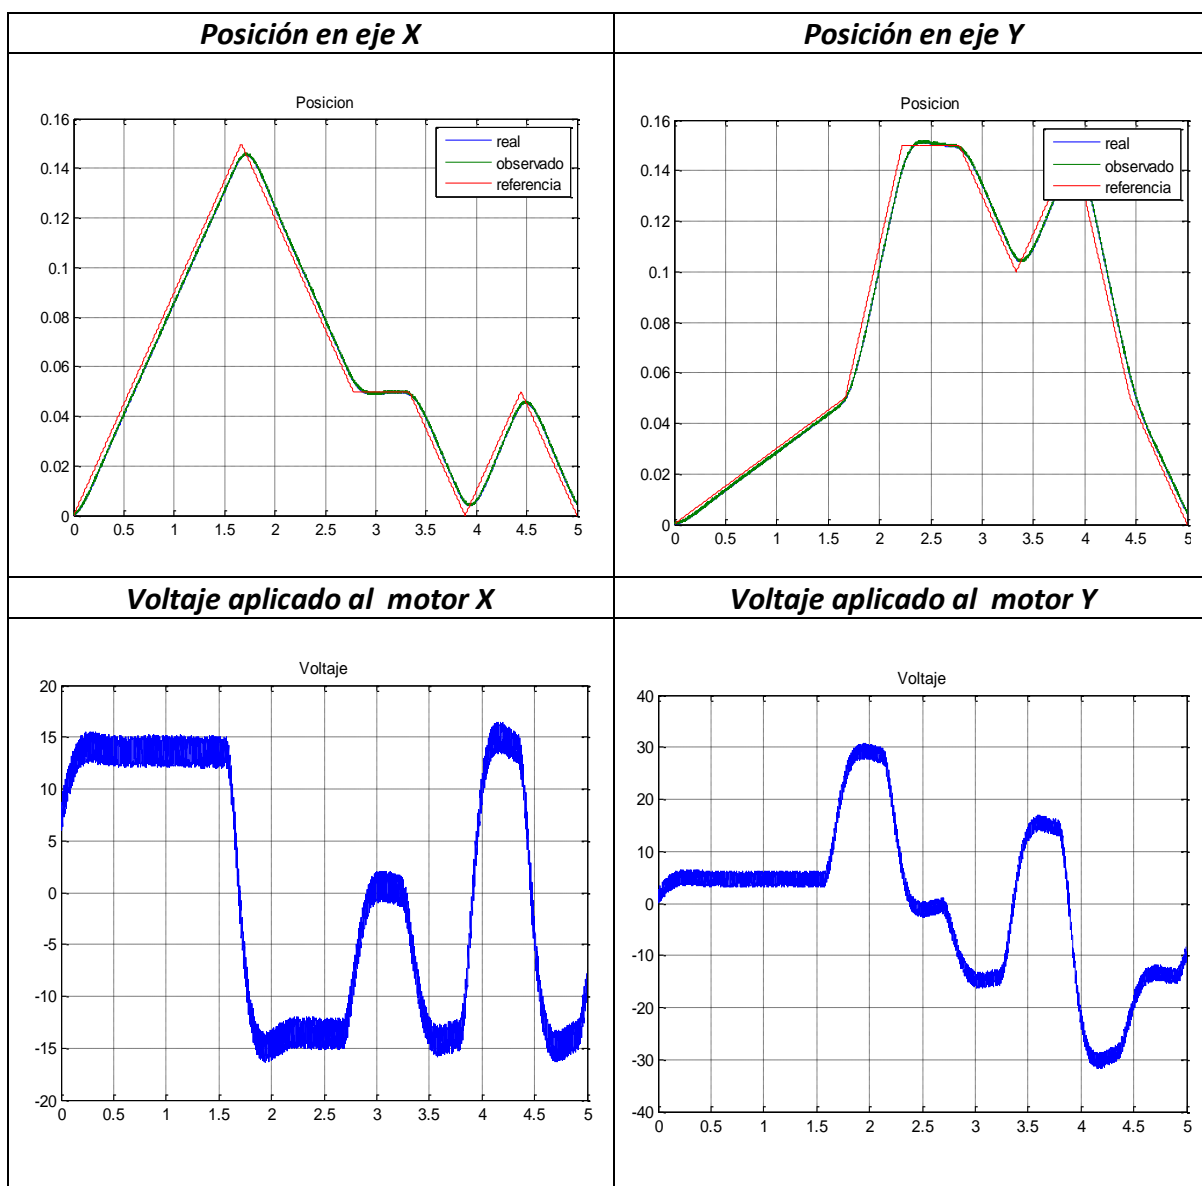 Posición en eje X
Posición en eje Y
Posicion
real
observado
referencia
0.16
0.14
0.12
0.1
0.08
0.06
0.04
0.02
0
0 0.5 1 1.5 2 2.5 3 3.5 4 4.5 5
Posicion
real
observado
referencia
0.16
0.14
0.12
0.1
0.08
0.06
0.04
0.02
0
0 0.5 1 1.5 2 2.5 3 3.5 4 4.5 5
Voltaje aplicado al motor X
Voltaje aplicado al motor Y
Voltaje
20
15
10
5
0
-5
-10
-15
-20
0 0.5 1 1.5 2 2.5 3 3.5 4 4.5 5
Voltaje
40
30
20
10
0
-10
-20
-30
-40
0 0.5 1 1.5 2 2.5 3 3.5 4 4.5 5